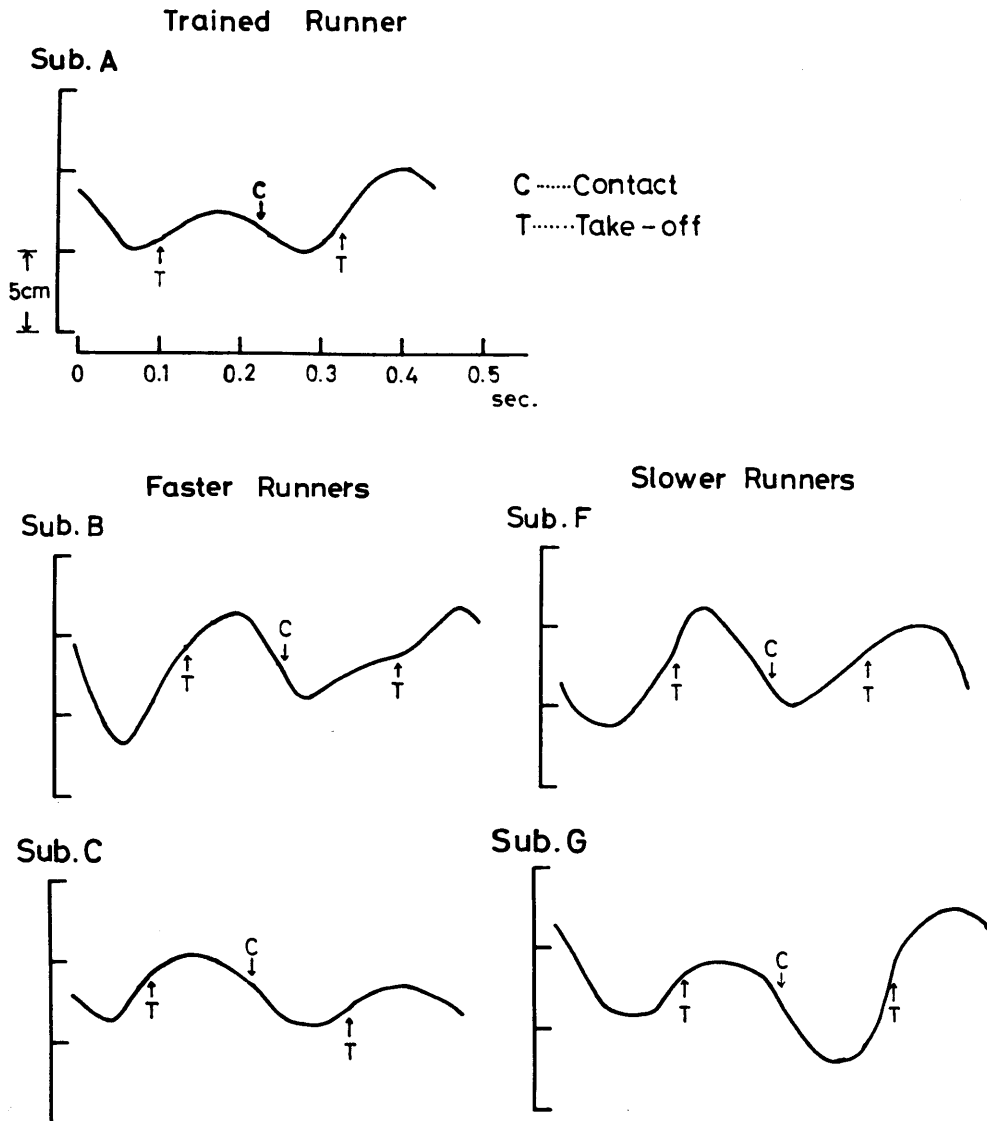 Trained Runner
Sub. A
C ······· Contact
T ······· Take-off
C
T
T
5cm
0 0.1 0.2 0.3 0.4 0.5
sec.
Faster Runners
Slower Runners
Sub. B
Sub. F
C
T
T
C
T
T
Sub. C
Sub. G
C
T
T
C
T
T